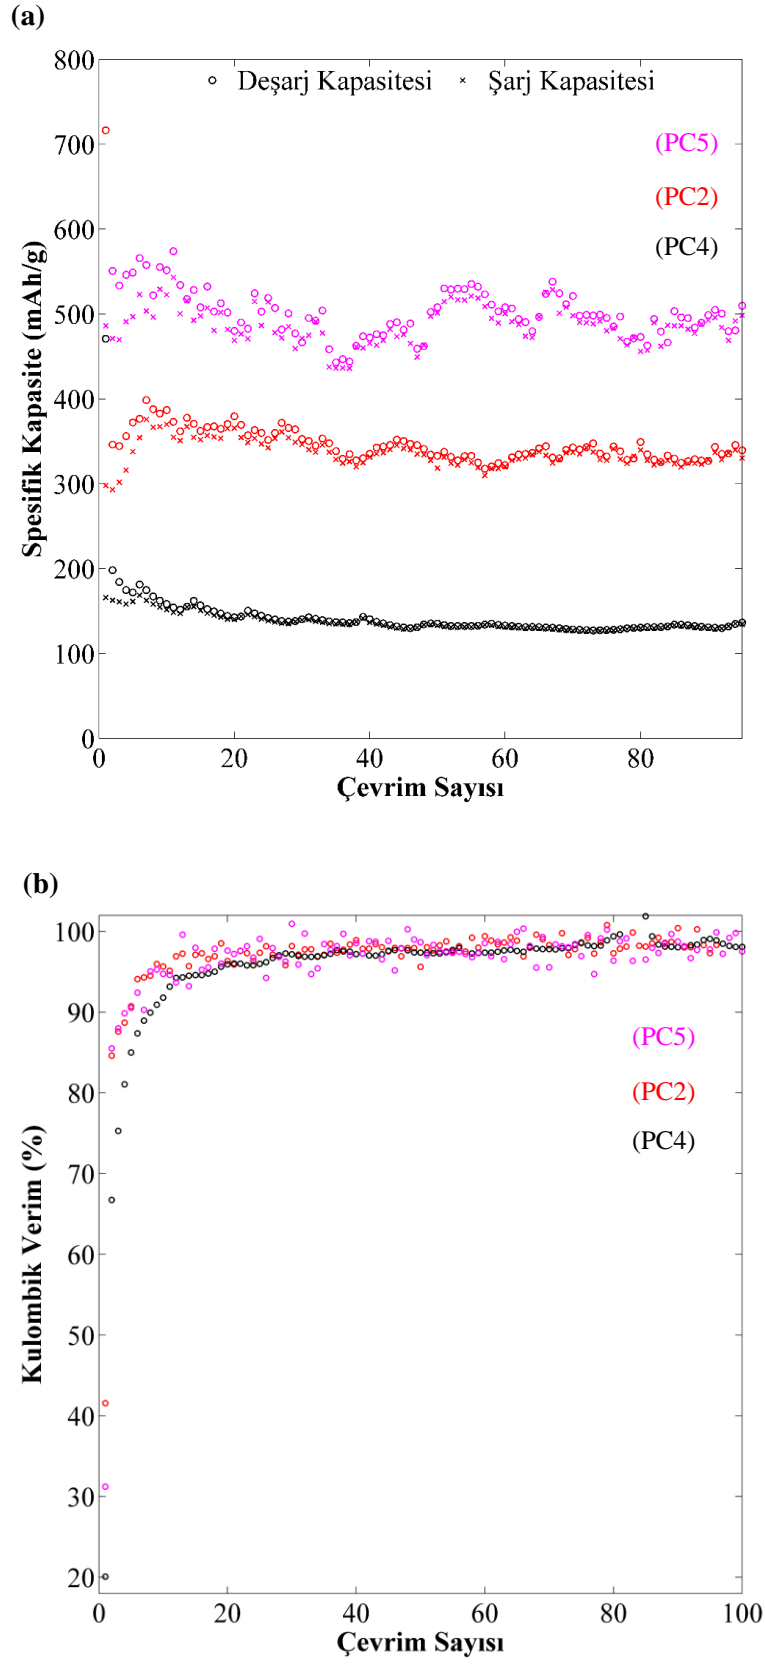 (a)
800
○ Deşarj Kapasitesi × Şarj Kapasitesi
700
(PC5)
(PC2)
600
(PC4)
500
400
300
200
100
0
Spesifik Kapasite (mAh/g)
0 20 40 60 80
Çevrim Sayısı
(b)
100
90
(PC5)
80
(PC2)
(PC4)
70
60
50
40
30
20
Kulombik Verim (%)
0 20 40 60 80 100
Çevrim Sayısı